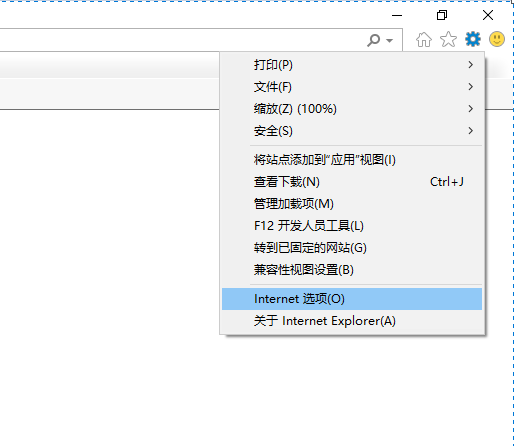 打印(P)
文件(F)
缩放(Z) (100%)
安全(S)
将站点添加到“应用”视图(I)
查看下载(N) Ctrl+J
管理加载项(M)
F12 开发人员工具(L)
转到已固定的网站(G)
兼容性视图设置(B)
Internet 选项(O)
关于 Internet Explorer(A)